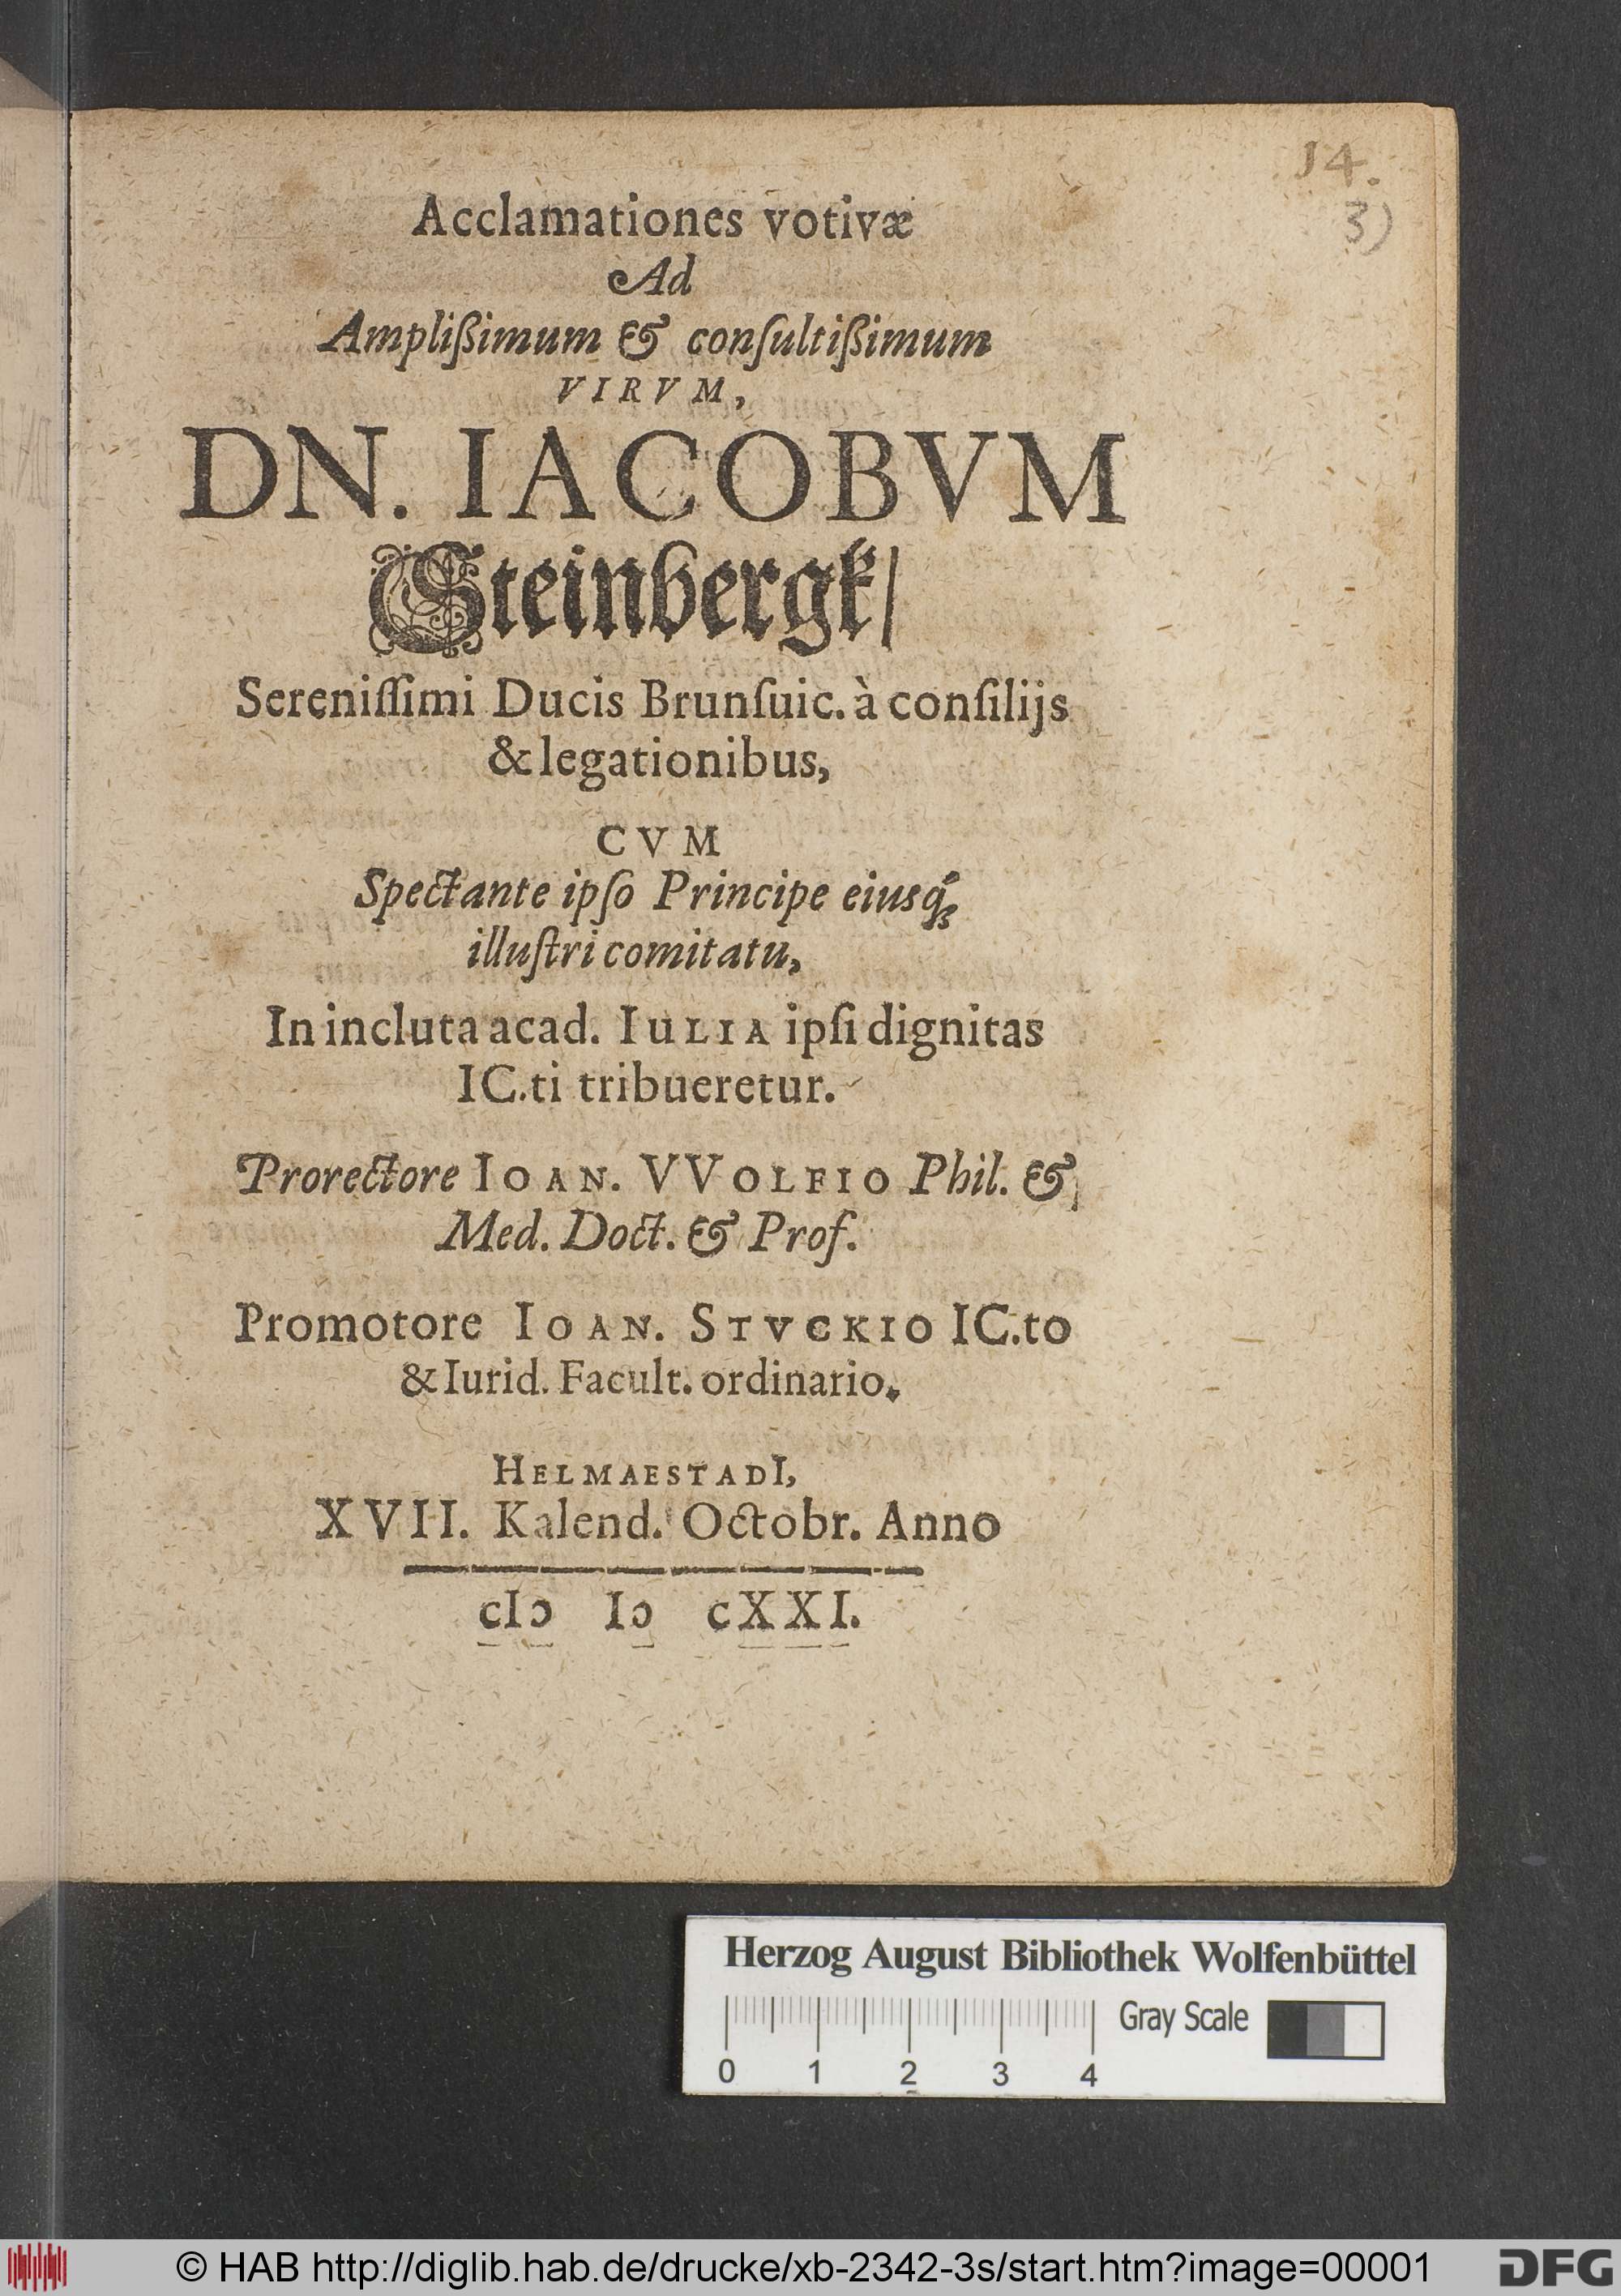 14.
3)
Acclamationes votivæ
Ad
Ampliſsimum & conſultiſsimum
VIRVM,
DN. IACOBVM
Steinbergk/
Sereniſſimi Ducis Brunſuic. à conſilijs
& legationibus,
CVM
Spectante ipſo Principe eiusq́ꝫ
illuſtri comitatu,
In incluta acad. IULIA ipſi dignitas
IC.ti tribueretur.
Prorectore IOAN. VVOLFIO Phil. &
Med. Doct. & Prof.
Promotore IOAN. STVCKIO IC.to
& Iurid. Facult. ordinario.
HELMAESTADI,
XVII. Kalend. Octobr. Anno
cIↄ Iↄ cXXI.
Herzog August Bibliothek Wolfenbüttel
Gray Scale
0 1 2 3 4
© HAB http://diglib.hab.de/drucke/xb-2342-3s/start.htm?image=00001
DFG